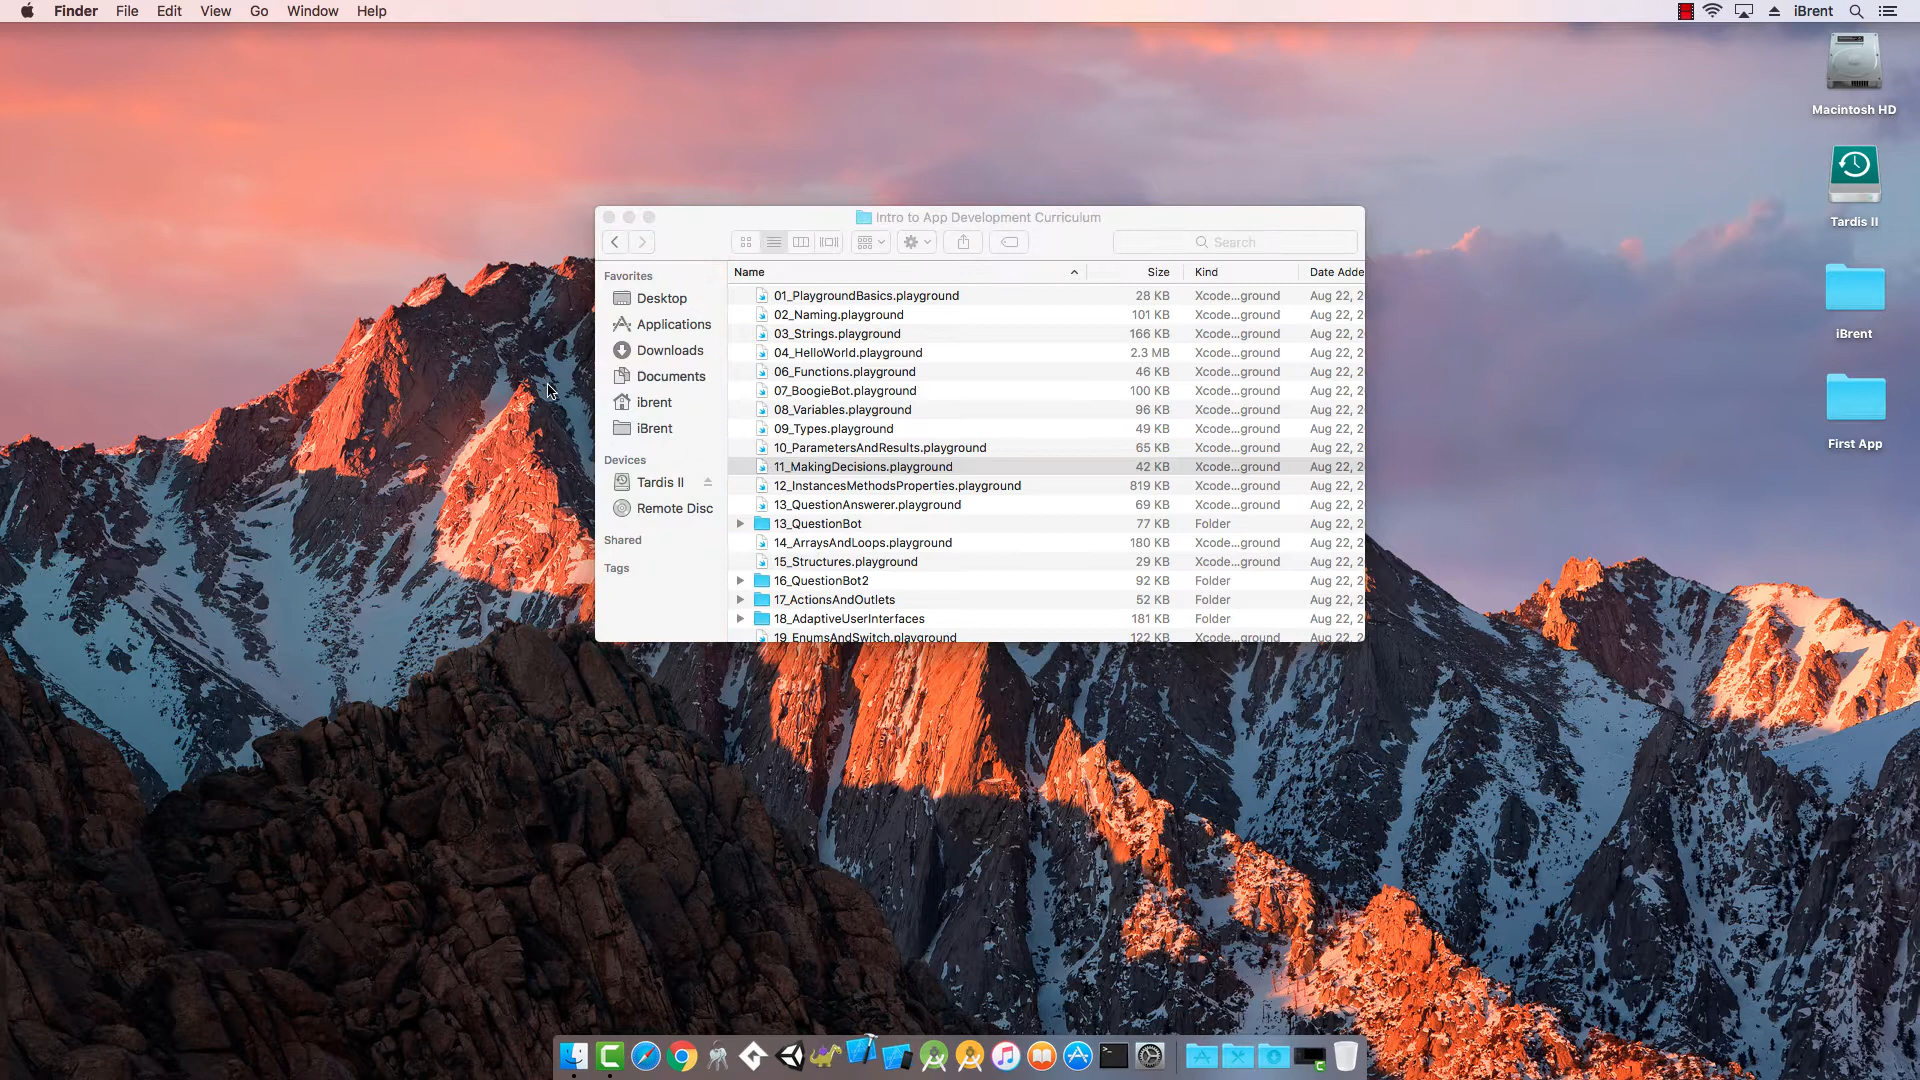 Finder File Edit View Go Window Help iBrent
Macintosh HD
Tardis II
iBrent
First App
Intro to App Development Curriculum
Search
Favorites
Desktop
Applications
Downloads
Documents
ibrent
iBrent
Devices
Tardis II
Remote Disc
Shared
Tags
Name Size Kind Date Adde
01_PlaygroundBasics.playground 28 KB Xcode...ground Aug 22, 2
02_Naming.playground 101 KB Xcode...ground Aug 22, 2
03_Strings.playground 166 KB Xcode...ground Aug 22, 2
04_HelloWorld.playground 2.3 MB Xcode...ground Aug 22, 2
06_Functions.playground 46 KB Xcode...ground Aug 22, 2
07_BoogieBot.playground 100 KB Xcode...ground Aug 22, 2
08_Variables.playground 96 KB Xcode...ground Aug 22, 2
09_Types.playground 49 KB Xcode...ground Aug 22, 2
10_ParametersAndResults.playground 65 KB Xcode...ground Aug 22, 2
11_MakingDecisions.playground 42 KB Xcode...ground Aug 22, 2
12_InstancesMethodsProperties.playground 819 KB Xcode...ground Aug 22, 2
13_QuestionAnswerer.playground 69 KB Xcode...ground Aug 22, 2
13_QuestionBot 77 KB Folder Aug 22, 2
14_ArraysAndLoops.playground 180 KB Xcode...ground Aug 22, 2
15_Structures.playground 29 KB Xcode...ground Aug 22, 2
16_QuestionBot2 92 KB Folder Aug 22, 2
17_ActionsAndOutlets 52 KB Folder Aug 22, 2
18_AdaptiveUserInterfaces 181 KB Folder Aug 22, 2
19_EnumsAndSwitch.playground 122 KB Xcode...ground Aug 22, 2